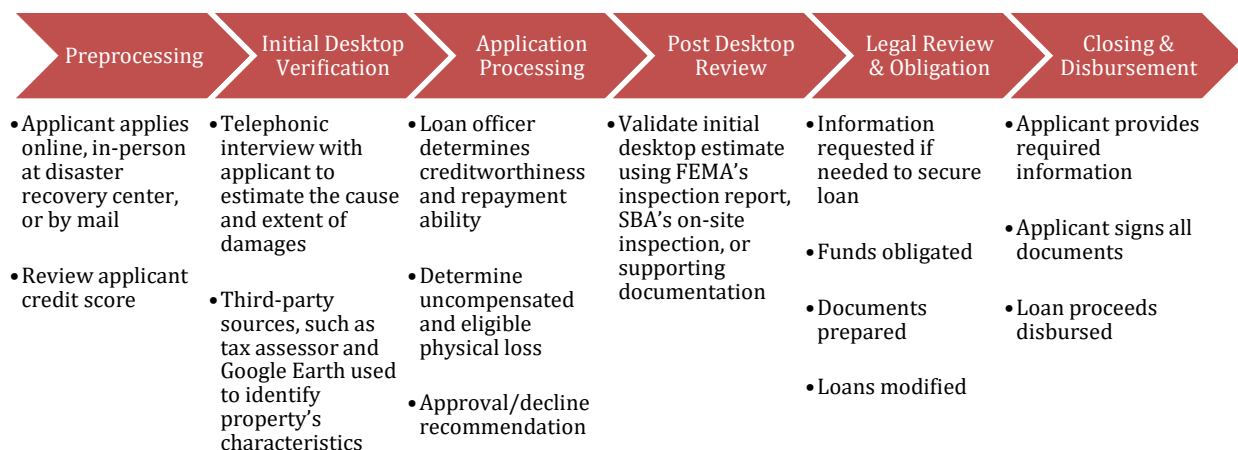 Preprocessing
Initial Desktop
Verification
Application
Processing
Post Desktop
Review
Legal Review
& Obligation
Closing &
Disbursement
•Applicant applies
online, in-person
at disaster
recovery center,
or by mail
•Review applicant
credit score
•Telephonic
interview with
applicant to
estimate the cause
and extent of
damages
•Third-party
sources, such as
tax assessor and
Google Earth used
to identify
property's
characteristics
•Loan officer
determines
creditworthiness
and repayment
ability
•Determine
uncompensated
and eligible
physical loss
•Approval/decline
recommendation
•Validate initial
desktop estimate
using FEMA's
inspection report,
SBA's on-site
inspection, or
supporting
documentation
•Information
requested if
needed to secure
loan
•Funds obligated
•Documents
prepared
•Loans modified
•Applicant provides
required
information
•Applicant signs all
documents
•Loan proceeds
disbursed